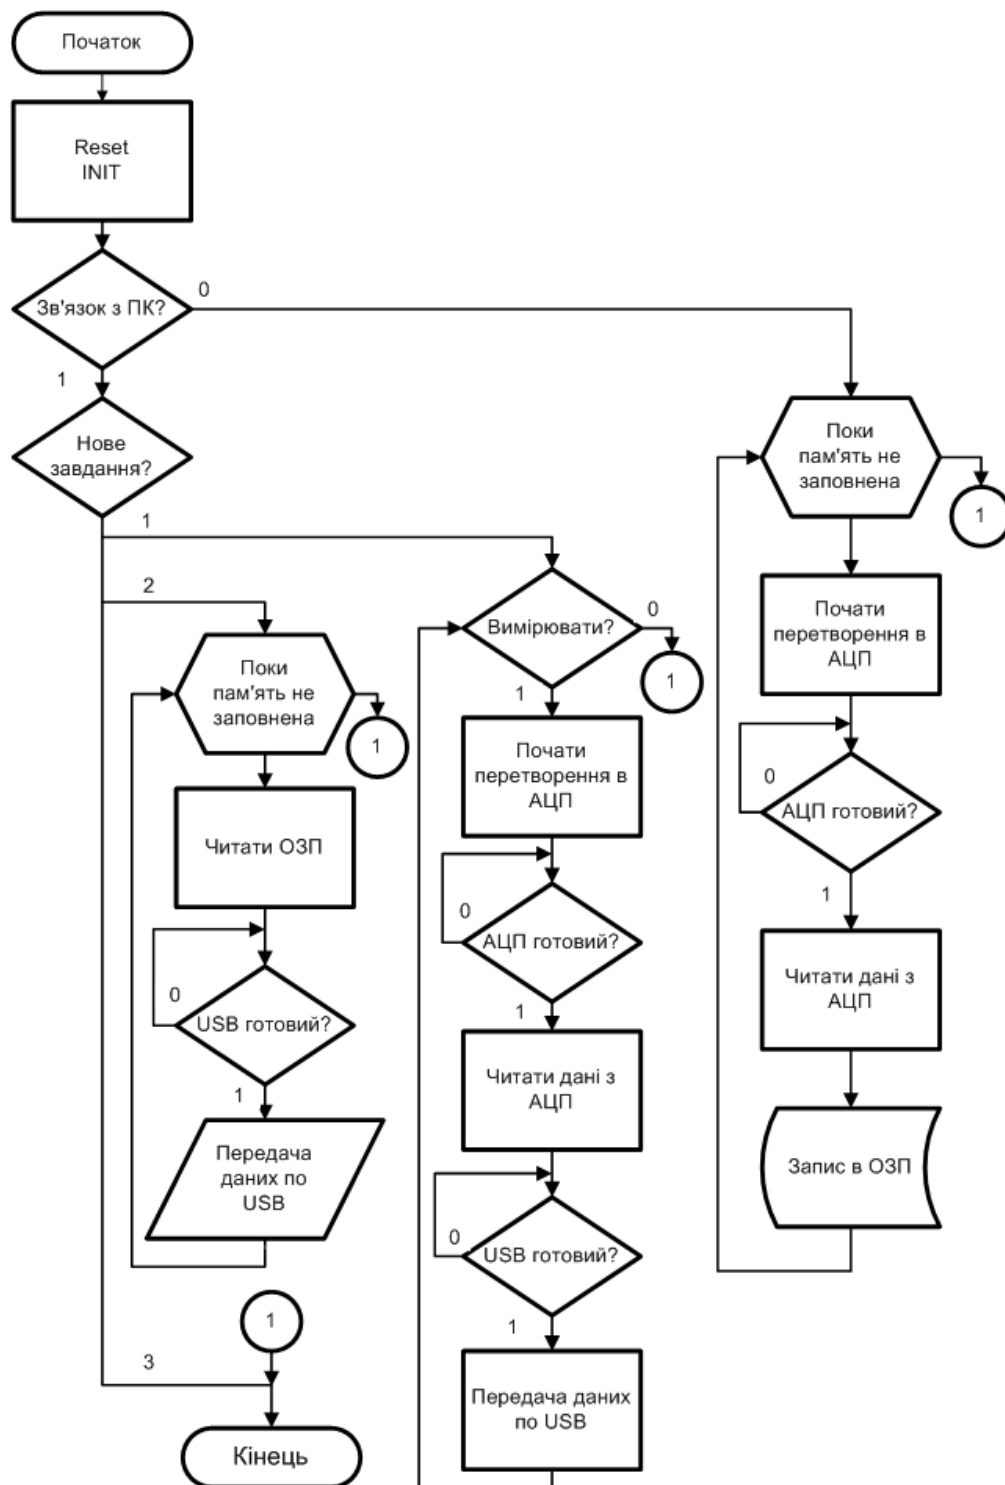 Початок
Reset
INIT
Зв'язок з ПК?
0
1
Нове
завдання?
1
2
3
Поки
пам'ять не
заповнена
1
Читати ОЗП
USB готовий?
0
1
Передача
даних по
USB
1
Кінець
Вимірювати?
0
1
1
Почати
перетворення в
АЦП
АЦП готовий?
0
1
Читати дані з
АЦП
USB готовий?
0
1
Передача даних
по USB
Поки
пам'ять не
заповнена
1
Почати
перетворення в
АЦП
АЦП готовий?
0
1
Читати дані з
АЦП
Запис в ОЗП